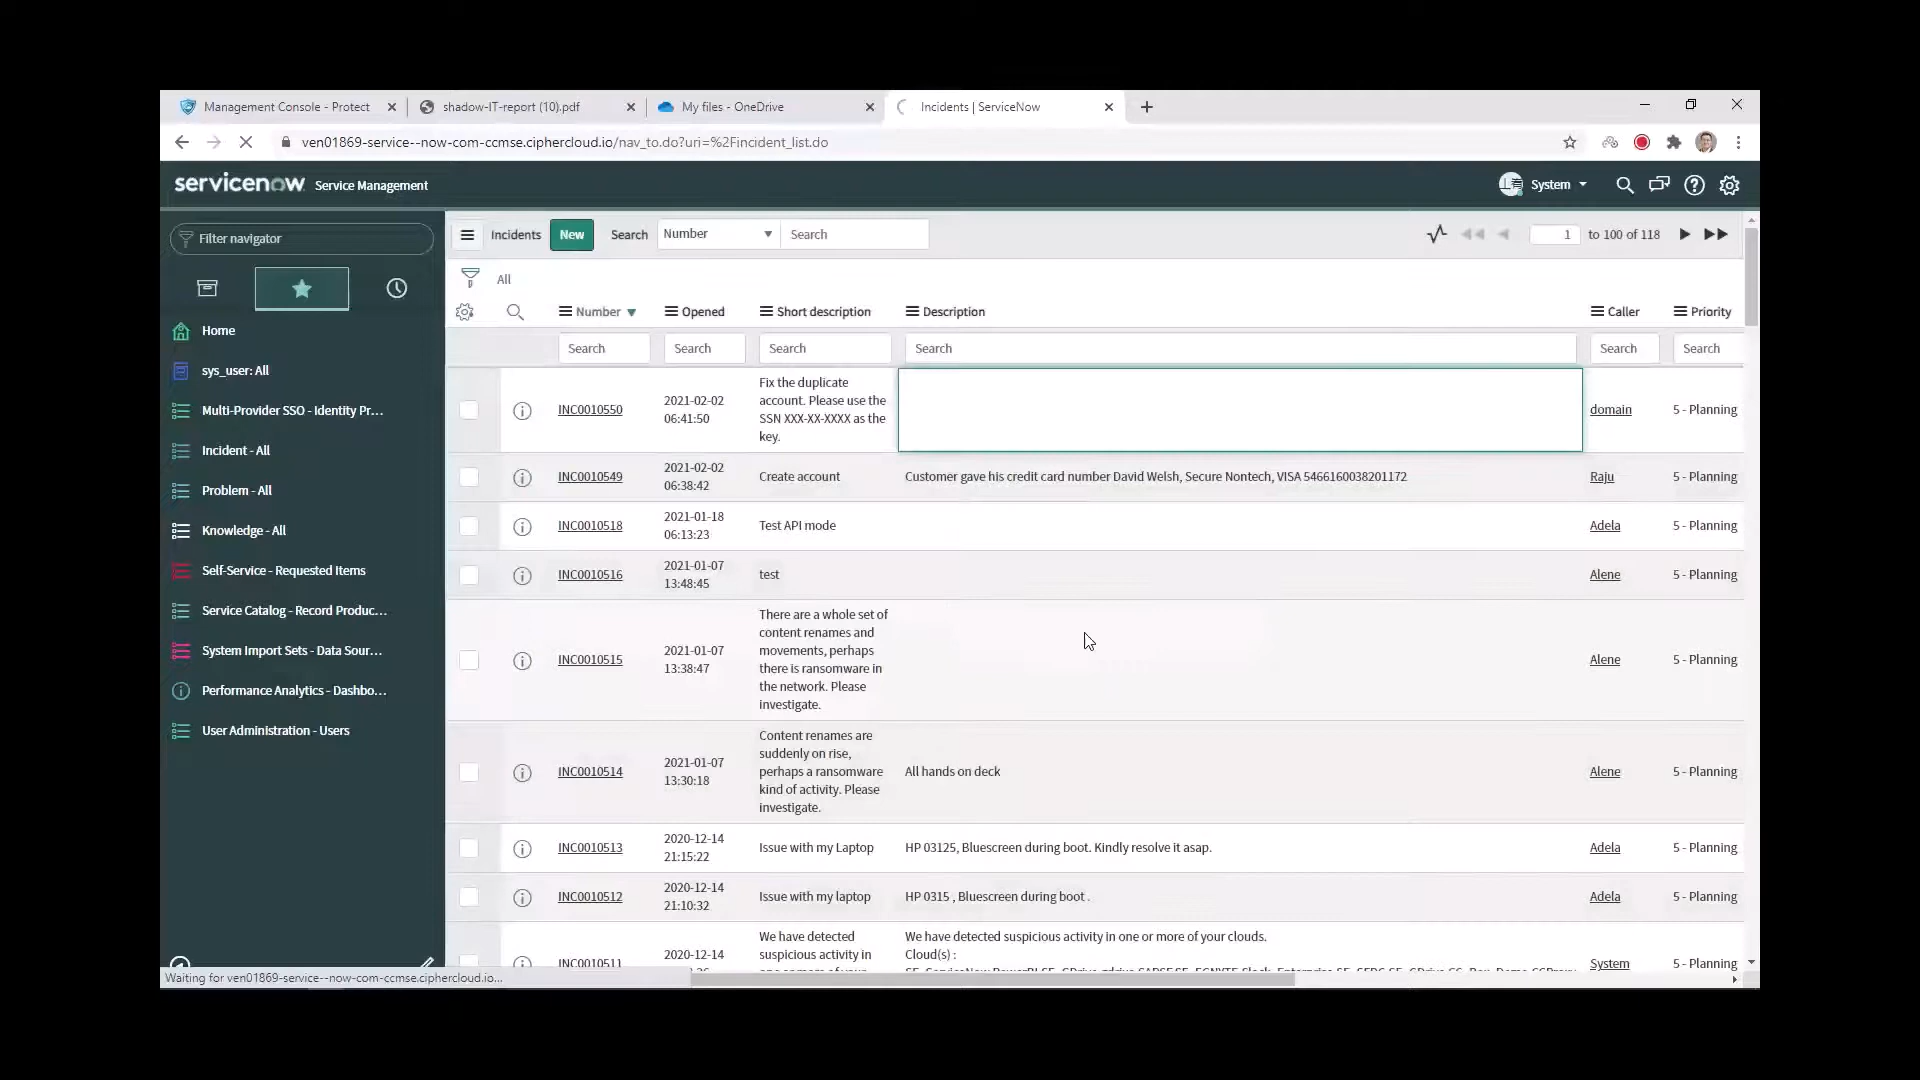 Management Console - Protect
shadow-IT-report (10).pdf
My files - OneDrive
Incidents | ServiceNow
ven01869-service--now-com-ccmse.ciphercloud.io/nav_to.do?uri=%2Fincident_list.do
servicenow Service Management
System
Filter navigator
Home
sys_user: All
Multi-Provider SSO - Identity Pr...
Incident - All
Problem - All
Knowledge - All
Self-Service - Requested Items
Service Catalog - Record Produc...
System Import Sets - Data Sour...
Performance Analytics - Dashbo...
User Administration - Users
Incidents New Search Number Search 1 to 100 of 118
All
Number Opened Short description Description Caller Priority
Search Search Search Search Search Search
INC0010550
2021-02-02
06:41:50
Fix the duplicate
account. Please use the
SSN XXX-XX-XXXX as the
key.
domain
5 - Planning
INC0010549
2021-02-02
06:38:42
Create account
Customer gave his credit card number David Welsh, Secure Nontech, VISA 5466160038201172
Raju
5 - Planning
INC0010518
2021-01-18
06:13:23
Test API mode
Adela
5 - Planning
INC0010516
2021-01-07
13:48:45
test
Alene
5 - Planning
INC0010515
2021-01-07
13:38:47
There are a whole set of
content renames and
movements, perhaps
there is ransomware in
the network. Please
investigate.
Alene
5 - Planning
INC0010514
2021-01-07
13:30:18
Content renames are
suddenly on rise,
perhaps a ransomware
kind of activity. Please
investigate.
All hands on deck
Alene
5 - Planning
INC0010513
2020-12-14
21:15:22
Issue with my Laptop
HP 03125, Bluescreen during boot. Kindly resolve it asap.
Adela
5 - Planning
INC0010512
2020-12-14
21:10:32
Issue with my laptop
HP 0315 , Bluescreen during boot .
Adela
5 - Planning
INC0010511
2020-12-14
We have detected
suspicious activity in
We have detected suspicious activity in one or more of your clouds.
Cloud(s) :
System
5 - Planning
Waiting for ven01869-service--now-com-ccmse.ciphercloud.io...